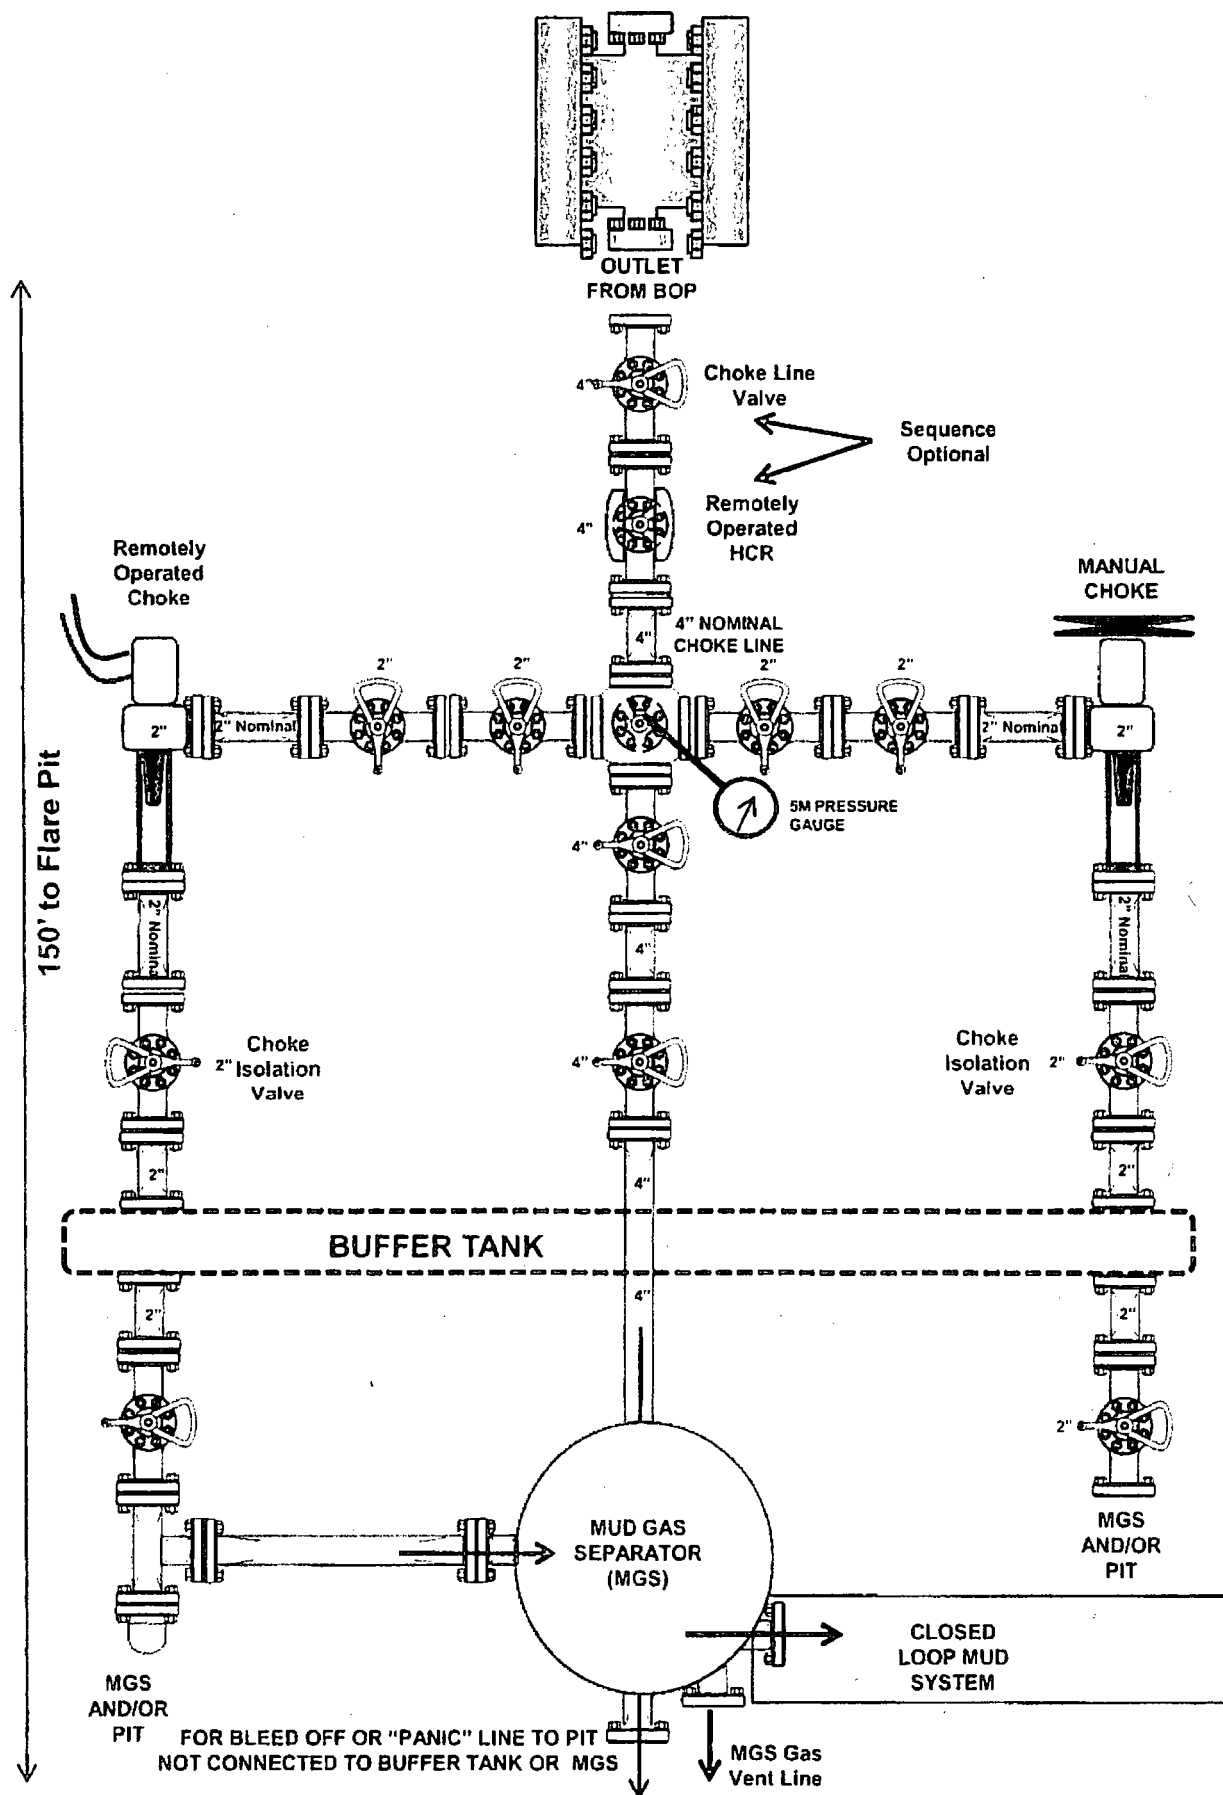 OUTLET
FROM BOP
4"
Choke Line
Valve
Sequence
Optional
4"
Remotely
Operated
HCR
Remotely
Operated
Choke
MANUAL
CHOKE
4"
4" NOMINAL
CHOKE LINE
2"
2"
2"
2"
2"
2" Nominal
2" Nominal
2"
5M PRESSURE
GAUGE
4"
150' to Flare Pit
2" Nominal
4"
2" Nominal
2"
Choke
Isolation
Valve
4"
Choke
Isolation
Valve
2"
2"
4"
2"
BUFFER TANK
2"
4"
2"
2"
MUD GAS
SEPARATOR
(MGS)
MGS
AND/OR
PIT
CLOSED
LOOP MUD
SYSTEM
MGS
AND/OR
PIT
FOR BLEED OFF OR "PANIC" LINE TO PIT
NOT CONNECTED TO BUFFER TANK OR MGS
MGS Gas
Vent Line